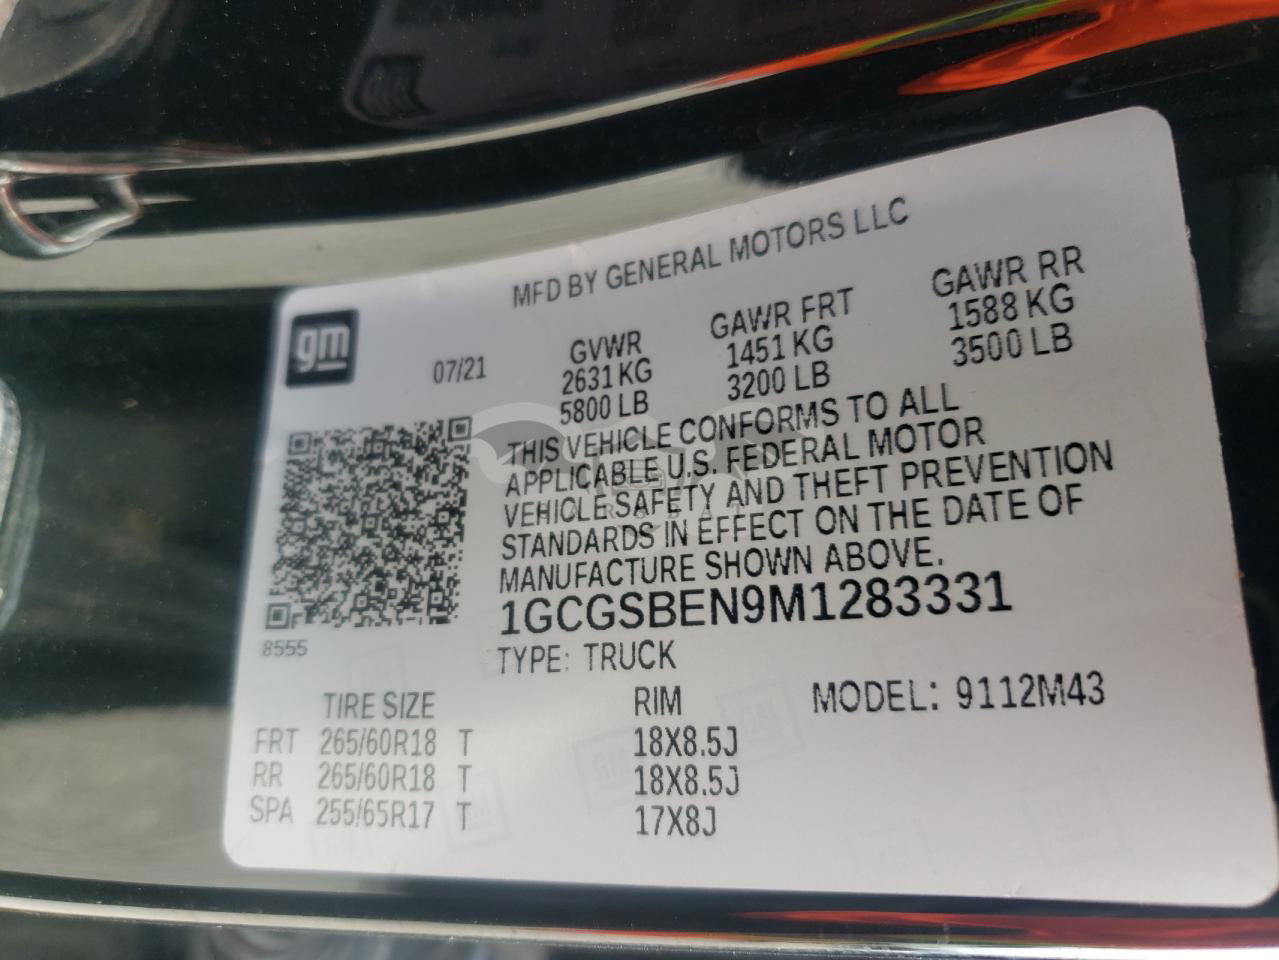 MFD BY GENERAL MOTORS LLC
gm
07/21
GVWR
2631 KG
5800 LB
GAWR FRT
1451 KG
3200 LB
GAWR RR
1588 KG
3500 LB
THIS VEHICLE CONFORMS TO ALL
APPLICABLE U.S. FEDERAL MOTOR
VEHICLE SAFETY AND THEFT PREVENTION
STANDARDS IN EFFECT ON THE DATE OF
MANUFACTURE SHOWN ABOVE.
1GCGSBEN9M1283331
8555
TYPE: TRUCK
TIRE SIZE RIM MODEL: 9112M43
FRT 265/60R18 T 18X8.5J
RR 265/60R18 T 18X8.5J
SPA 255/65R17 T 17X8J